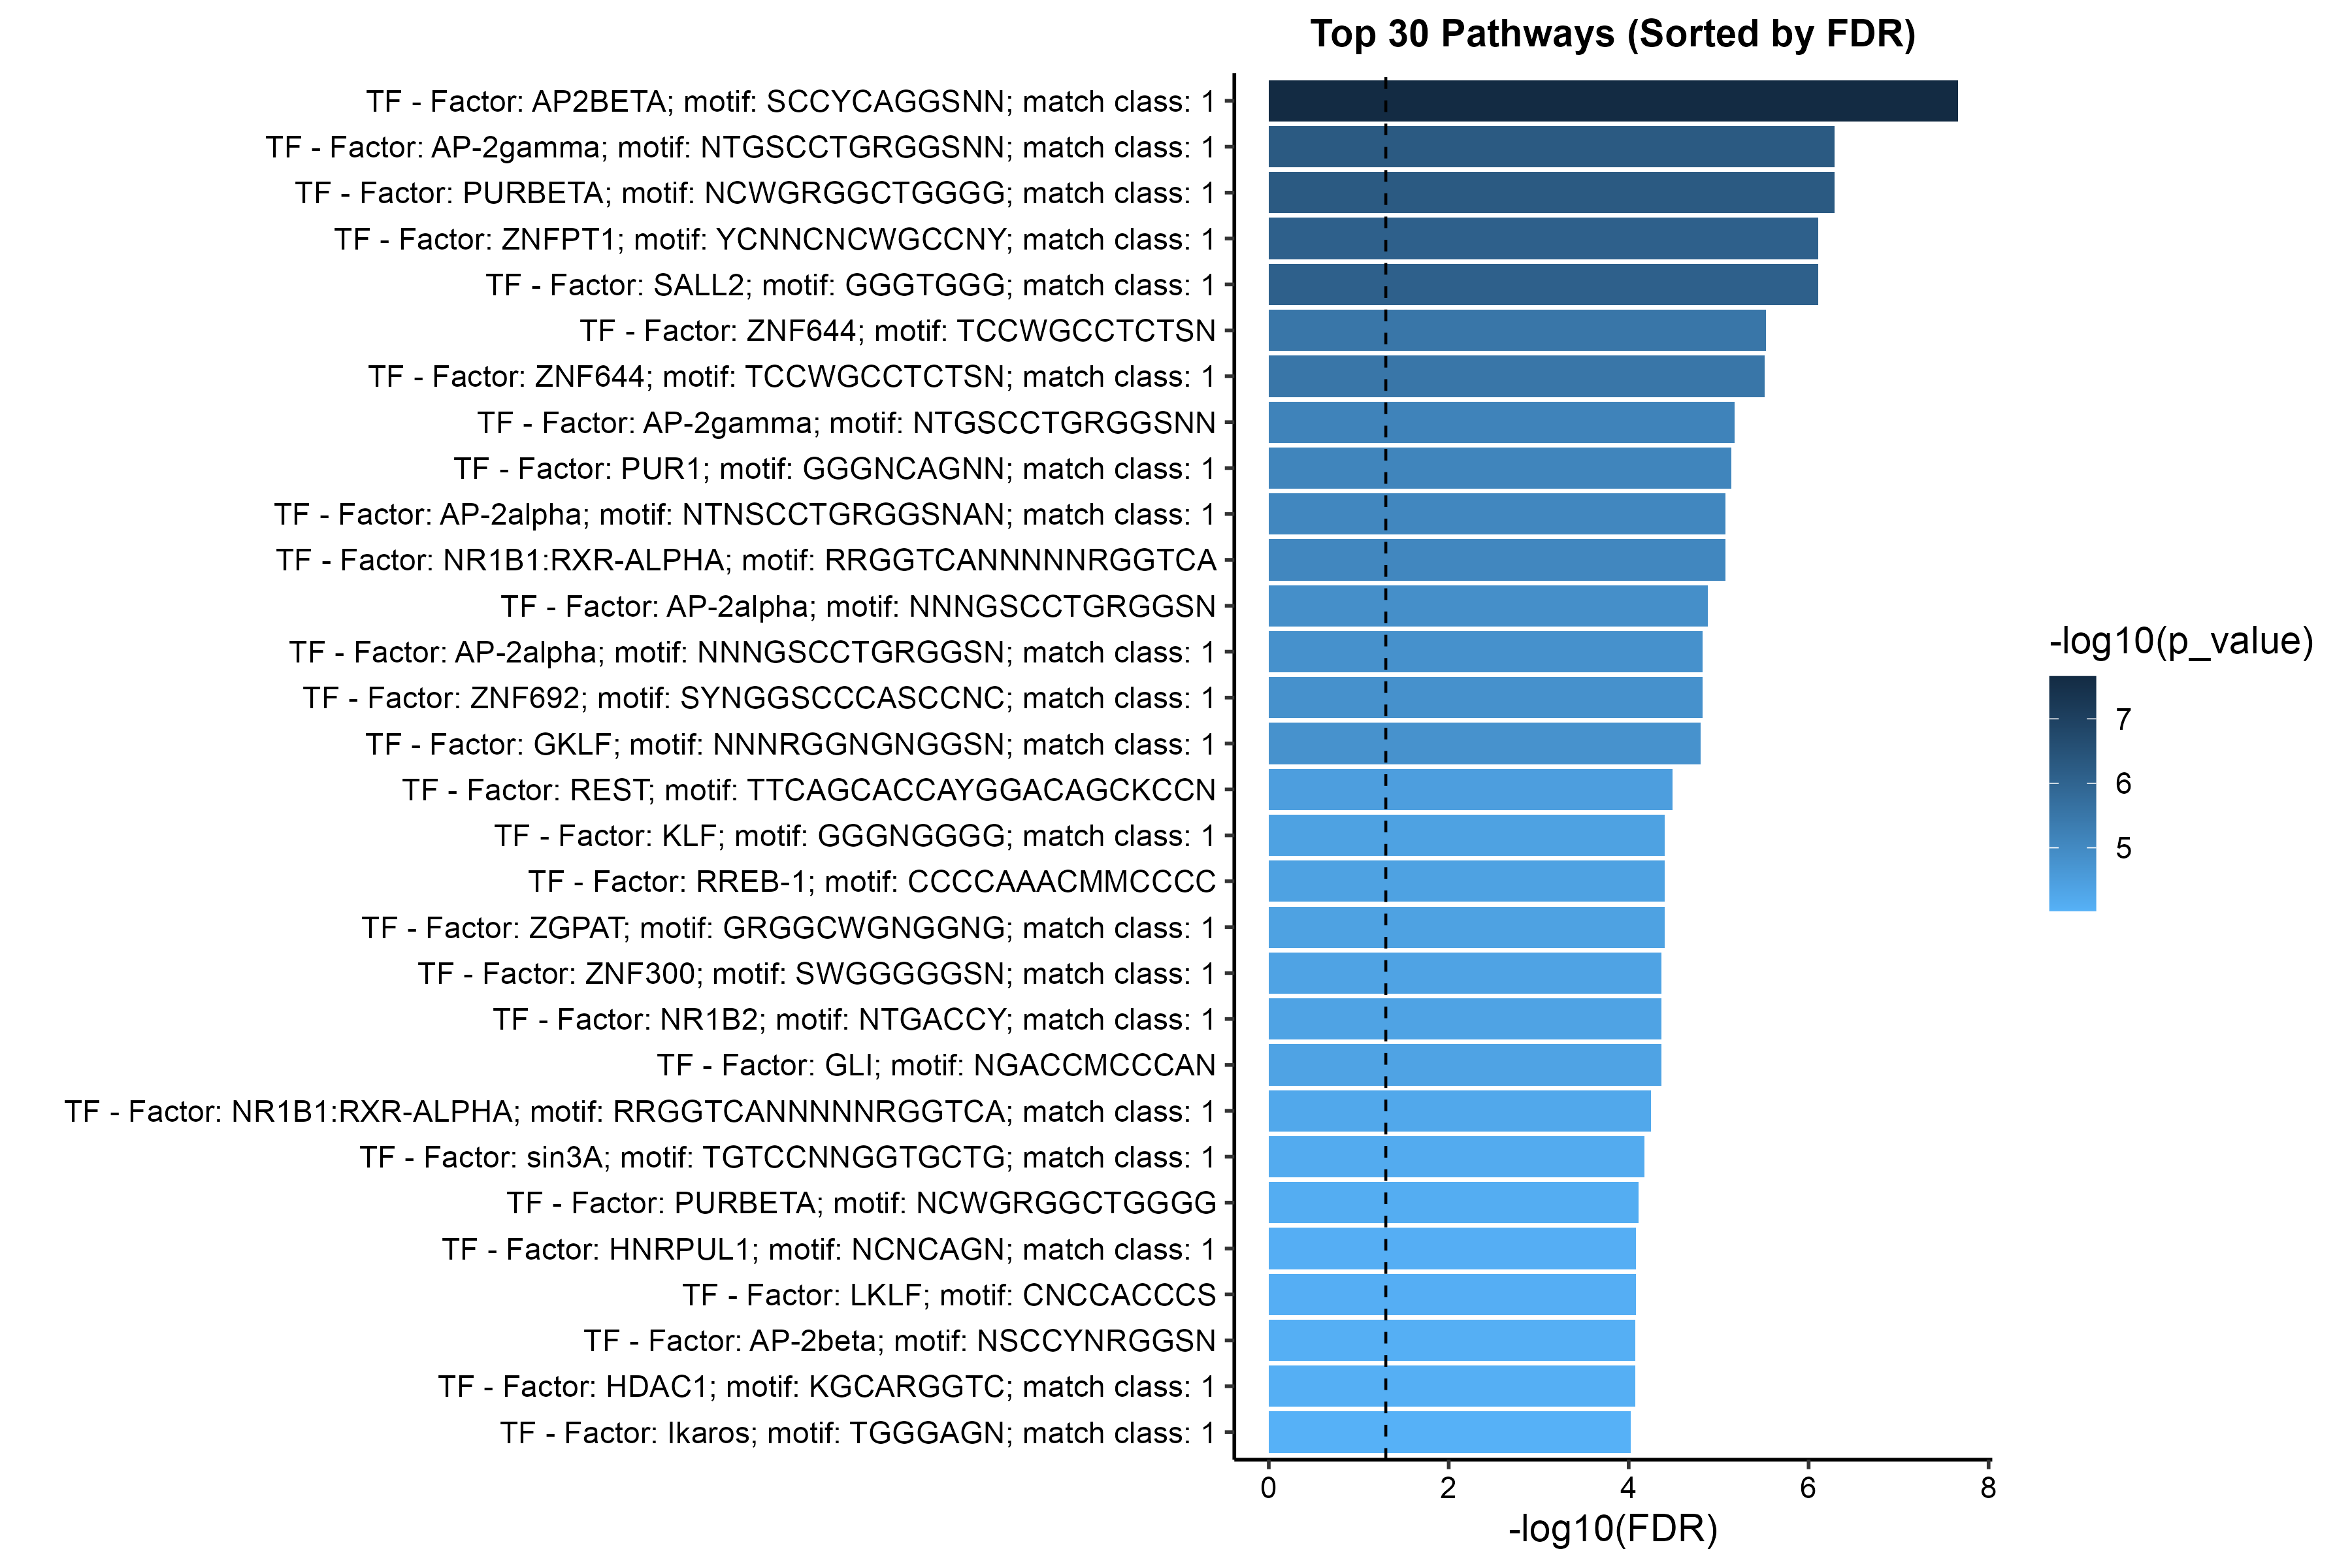 Top 30 Pathways (Sorted by FDR)
TF - Factor: AP2BETA; motif: SCCYCAGGSNN; match class: 1
TF - Factor: AP-2gamma; motif: NTGSCCTGRGGSNN; match class: 1
TF - Factor: PURBETA; motif: NCWGRGGCTGGGG; match class: 1
TF - Factor: ZNFPT1; motif: YCNNCNCWGCCNY; match class: 1
TF - Factor: SALL2; motif: GGGTGGG; match class: 1
TF - Factor: ZNF644; motif: TCCWGCCTCTSN
TF - Factor: ZNF644; motif: TCCWGCCTCTSN; match class: 1
TF - Factor: AP-2gamma; motif: NTGSCCTGRGGSNN
TF - Factor: PUR1; motif: GGGNCAGNN; match class: 1
TF - Factor: AP-2alpha; motif: NTNSCCTGRGGSNAN; match class: 1
TF - Factor: NR1B1:RXR-ALPHA; motif: RRGGTCANNNNNRGGTCA
TF - Factor: AP-2alpha; motif: NNNGSCCTGRGGSN
TF - Factor: AP-2alpha; motif: NNNGSCCTGRGGSN; match class: 1
TF - Factor: ZNF692; motif: SYNGGSCCCASCCNC; match class: 1
TF - Factor: GKLF; motif: NNNRGGNGNGGSN; match class: 1
TF - Factor: REST; motif: TTCAGCACCAYGGACAGCKCCN
TF - Factor: KLF; motif: GGGNGGGG; match class: 1
TF - Factor: RREB-1; motif: CCCCAAACMMCCCC
TF - Factor: ZGPAT; motif: GRGGCWGNGGNG; match class: 1
TF - Factor: ZNF300; motif: SWGGGGGSN; match class: 1
TF - Factor: NR1B2; motif: NTGACCY; match class: 1
TF - Factor: GLI; motif: NGACCMCCCAN
TF - Factor: NR1B1:RXR-ALPHA; motif: RRGGTCANNNNNRGGTCA; match class: 1
TF - Factor: sin3A; motif: TGTCCNNGGTGCTG; match class: 1
TF - Factor: PURBETA; motif: NCWGRGGCTGGGG
TF - Factor: HNRPUL1; motif: NCNCAGN; match class: 1
TF - Factor: LKLF; motif: CNCCACCCS
TF - Factor: AP-2beta; motif: NSCCYNRGGSN
TF - Factor: HDAC1; motif: KGCARGGTC; match class: 1
TF - Factor: Ikaros; motif: TGGGAGN; match class: 1
0 2 4 6 8
-log10(FDR)
-log10(p_value)
7
6
5